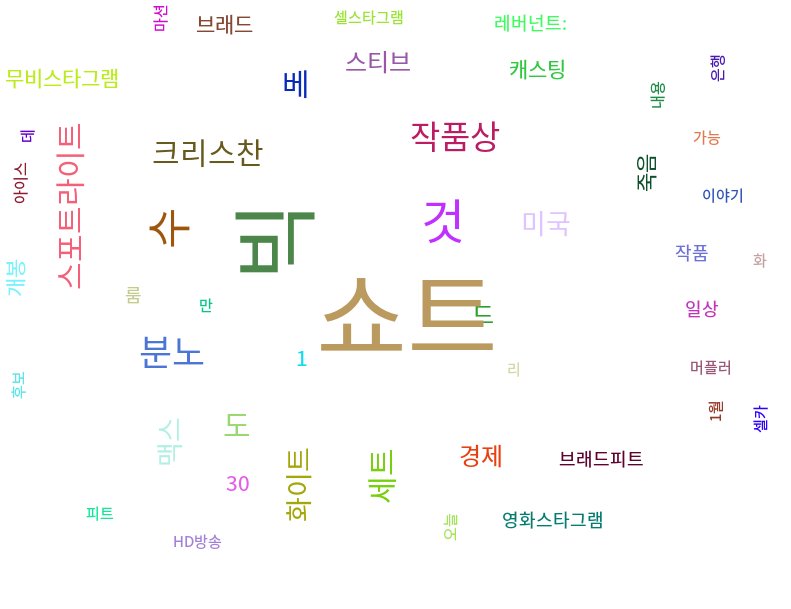 마션
브래드
셀스타그램
레버넌트:
무비스타그램
베
스티브
캐스팅
은행
내용
데
스포트라이트
크리스찬
작품상
가능
죽음
아이스
이야기
수
빅
것
미국
작품
화
개봉
룸
만
쇼트
드
일상
분노
1
리
머플러
후보
맥스
도
1월
셀카
30
화이트
세트
경제
브래드피트
피트
HD방송
오늘
영화스타그램